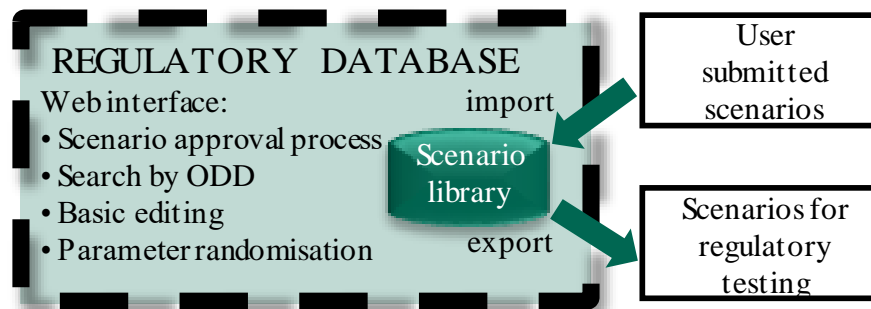 REGULATORY DATABASE
Web interface:
• Scenario approval process
• Search by ODD
• Basic editing
• Parameter randomisation
import
Scenario
library
export
User
submitted
scenarios
Scenarios for
regulatory
testing